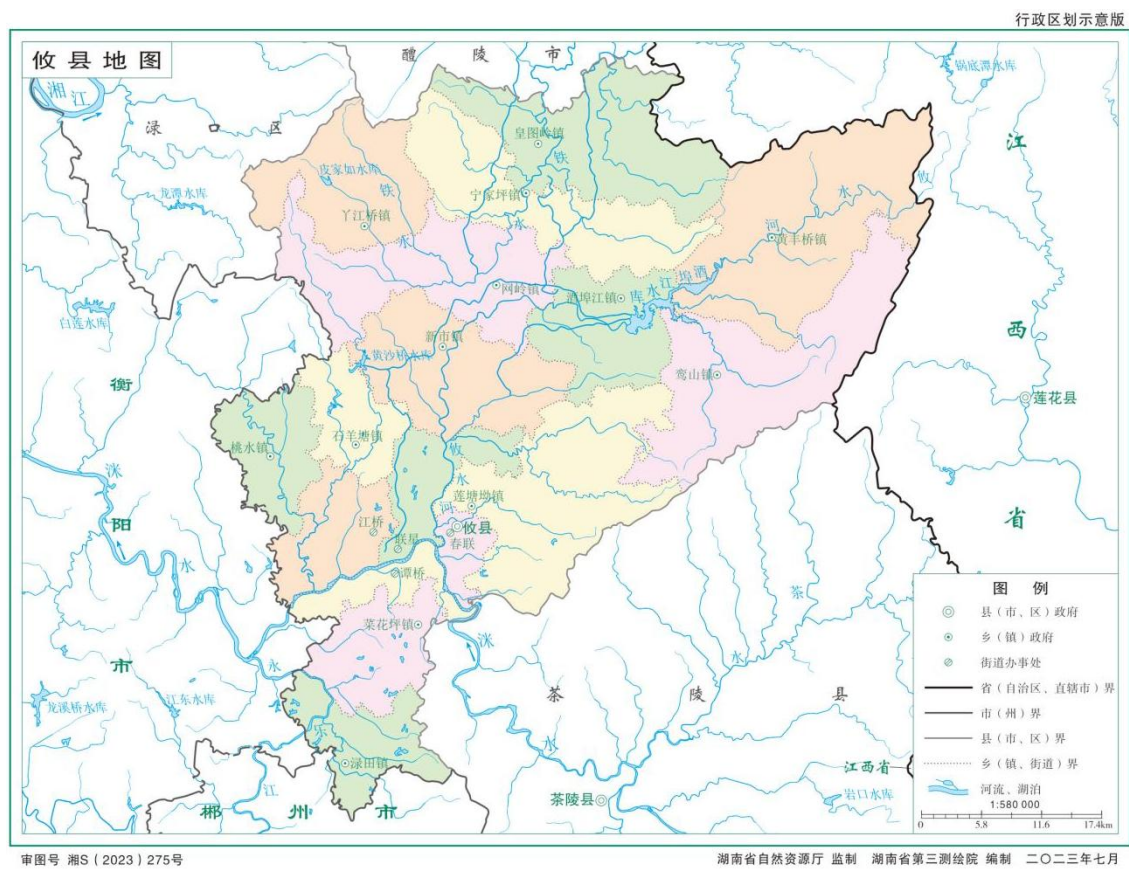 行政区划示意版
攸县地图
醴陵市
湘江
渌口区
锅底潭水库
江西省
皇图岭镇
铁水
皮家如水库
铁水
宁家坪镇
龙潭水库
丫江桥镇
攸水河
黄丰桥镇
网岭镇
酒埠江镇
酒埠江水库
白莲水库
新市镇
黄沙桥水库
鸾山镇
衡阳市
莲花县
石羊塘镇
桃水镇
攸水河
洣水
莲塘坳镇
江桥
攸县
联星
春联
谭桥
茶水
菜花坪镇
洣水
永乐江
茶陵县
龙溪桥水库
江东水库
渌田镇
江西省
茶陵县
岩口水库
郴州市
图例
县（市、区）政府
乡（镇）政府
街道办事处
省（自治区、直辖市）界
市（州）界
县（市、区）界
乡（镇、街道）界
河流、湖泊
1:580 000
0 5.8 11.6 17.4km
审图号 湘S（2023）275号
湖南省自然资源厅 监制 湖南省第三测绘院 编制 二〇二三年七月